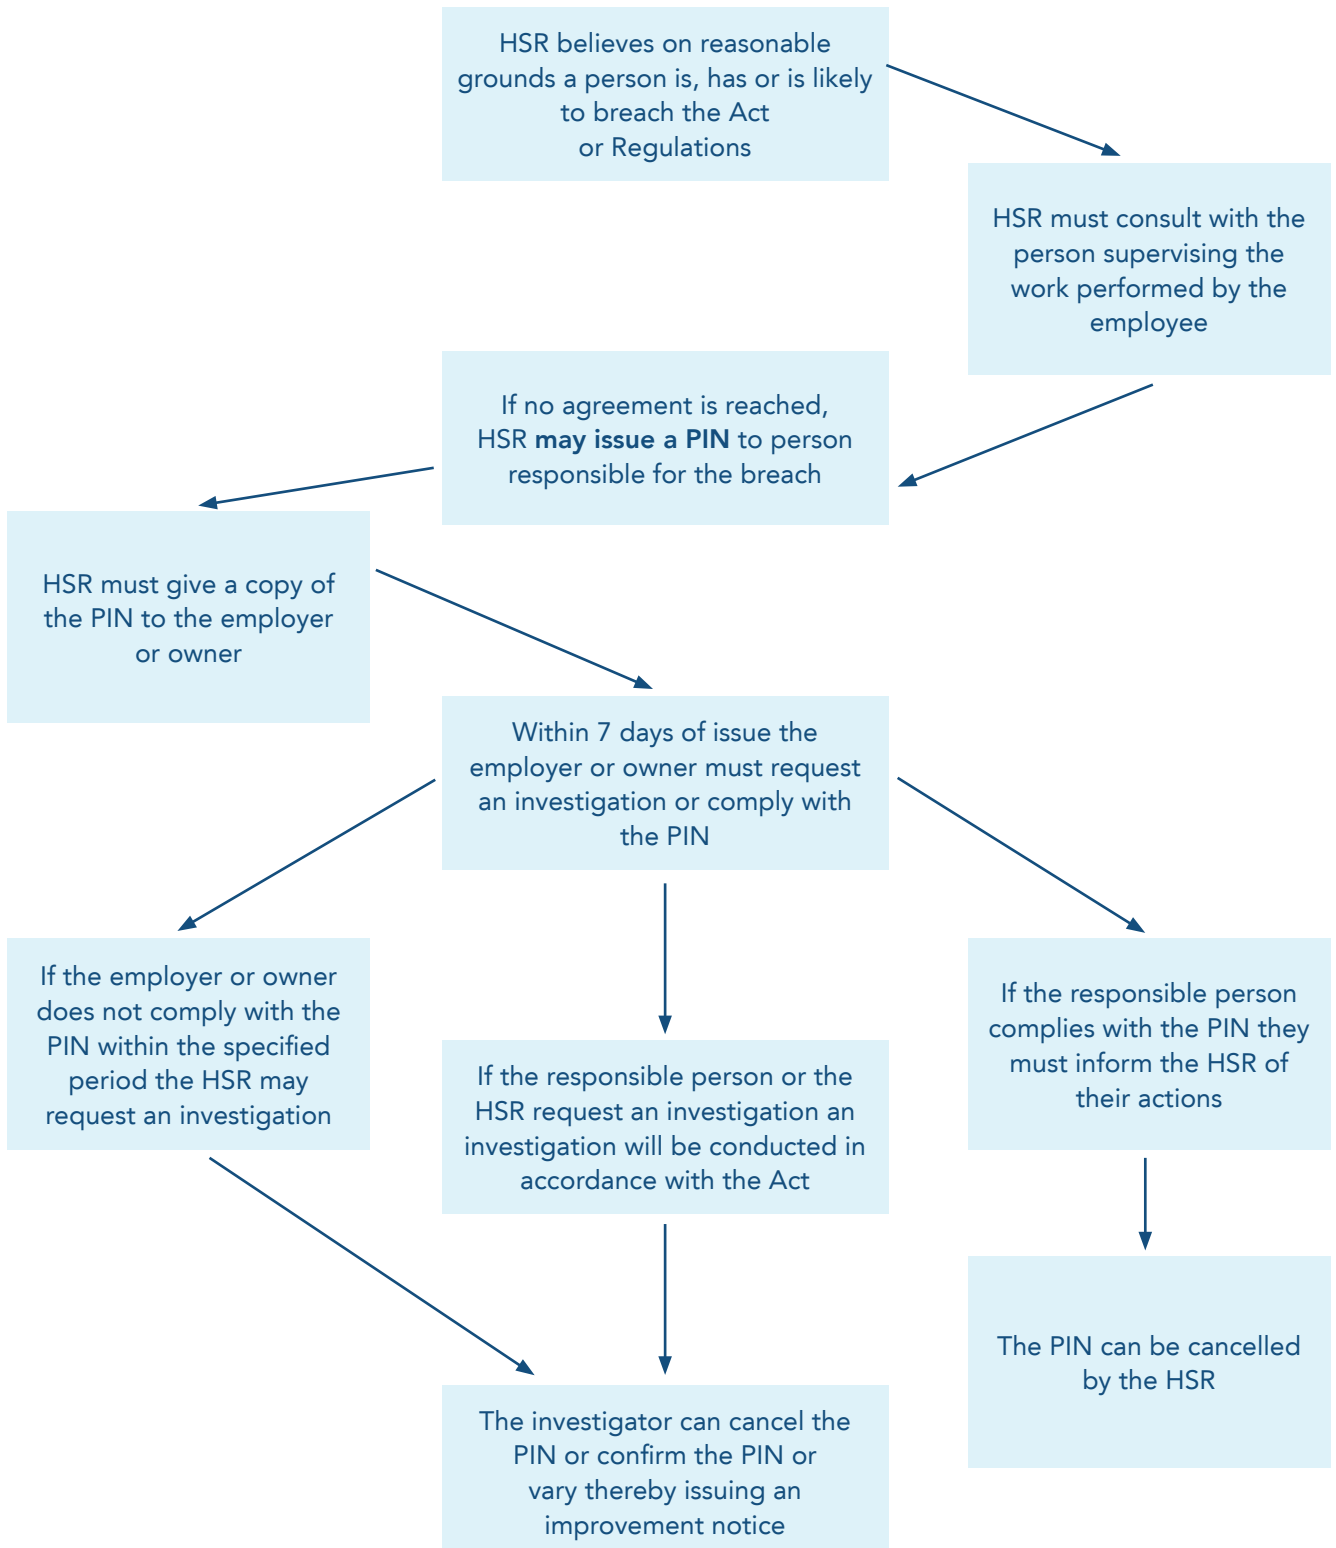 HSR believes on reasonable
grounds a person is, has or is likely
to breach the Act
or Regulations
HSR must consult with the
person supervising the
work performed by the
employee
If no agreement is reached,
HSR may issue a PIN to person
responsible for the breach
HSR must give a copy of
the PIN to the employer
or owner
Within 7 days of issue the
employer or owner must request
an investigation or comply with
the PIN
If the employer or owner
does not comply with the
PIN within the specified
period the HSR may
request an investigation
If the responsible person or the
HSR request an investigation an
investigation will be conducted in
accordance with the Act
If the responsible person
complies with the PIN they
must inform the HSR of
their actions
The PIN can be cancelled
by the HSR
The investigator can cancel the
PIN or confirm the PIN or
vary thereby issuing an
improvement notice